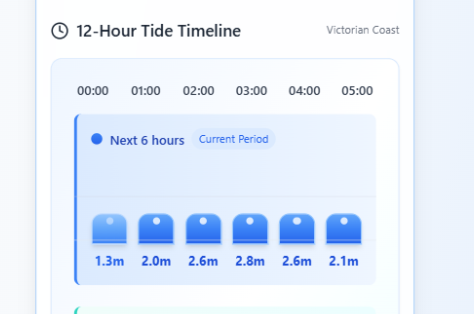 12-Hour Tide Timeline Victorian Coast
00:00 01:00 02:00 03:00 04:00 05:00
Next 6 hours Current Period
1.3m 2.0m 2.6m 2.8m 2.6m 2.1m